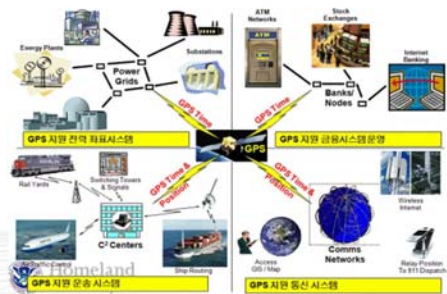 Energy Plants
Power
Grids
Substations
GPS Time
GPS 지원 전력 좌표시스템
ATM
Networks
ATM
Stock
Exchanges
Internet
Banking
Banks/
Nodes
GPS Time
GPS 지원 금융시스템운영
GPS
Rail Yards
Switching Towers
& Signals
GPS Time &
Position
C² Centers
Air Traffic Control
Ship Routing
Homeland
GPS 지원 운송 시스템
GPS Time &
Position
Wireless
Internet
Comms
Networks
Access
GIS / Map
Relay Position
To 911 Dispatch
GPS 지원 통신 시스템